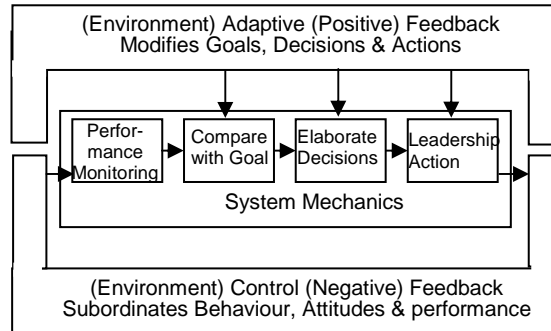 (Environment) Adaptive (Positive) Feedback
Modifies Goals, Decisions & Actions
Perfor-
mance
Monitoring
Compare
with Goal
Elaborate
Decisions
Leadership
Action
System Mechanics
(Environment) Control (Negative) Feedback
Subordinates Behaviour, Attitudes & performance